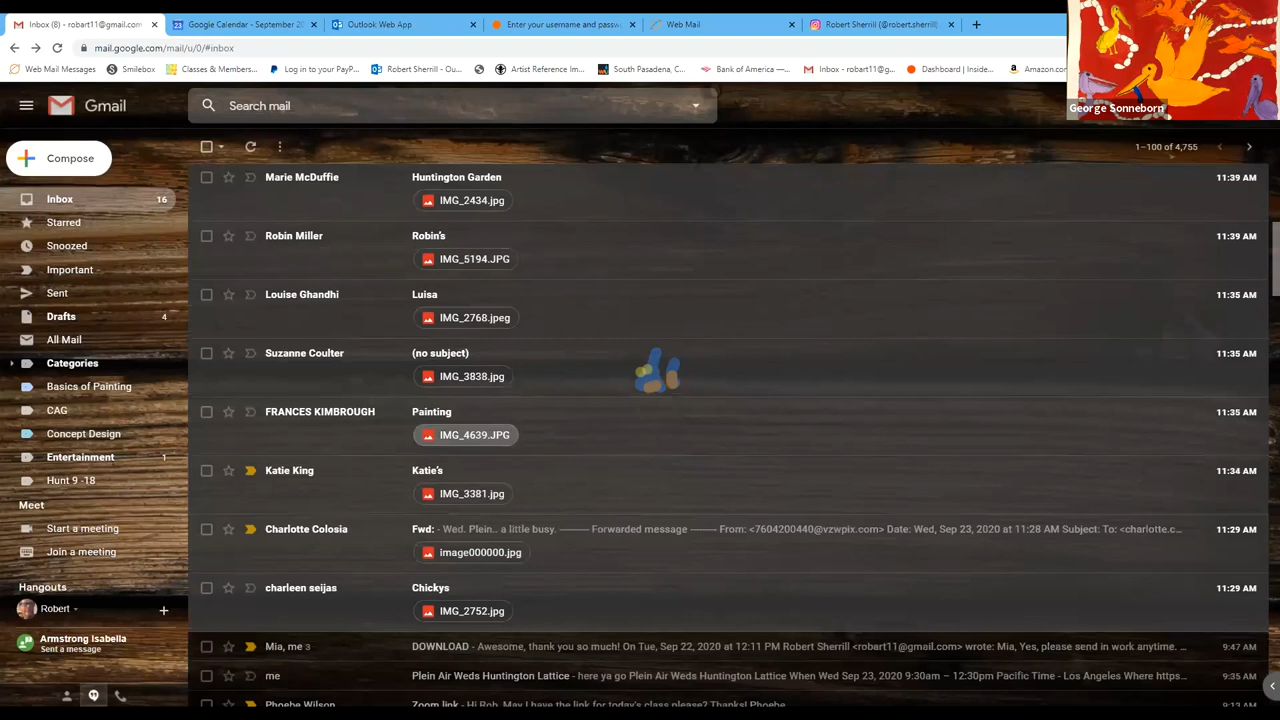 Inbox (8) - robart11@gmail.com
Google Calendar - September 20
Outlook Web App
Enter your username and passw
Web Mail
Robert Sherrill (@robert.sherrill)
mail.google.com/mail/u/0/#inbox
Web Mail Messages
Smilebox
Classes & Members...
Log in to your PayP...
Robert Sherrill - Ou...
Artist Reference Im...
South Pasadena, C...
Bank of America —...
Inbox - robart11@g...
Dashboard | Inside...
Amazon.com
George Sonneborn
Gmail
Search mail
Compose
1–100 of 4,755
Inbox 16
Starred
Snoozed
Important
Sent
Drafts 4
All Mail
Categories
Basics of Painting
CAG
Concept Design
Entertainment 1
Hunt 9 -18
Meet
Start a meeting
Join a meeting
Hangouts
Robert
Armstrong Isabella
Sent a message
Marie McDuffie Huntington Garden 11:39 AM
IMG_2434.jpg
Robin Miller Robin's 11:39 AM
IMG_5194.JPG
Louise Ghandhi Luisa 11:35 AM
IMG_2768.jpeg
Suzanne Coulter (no subject) 11:35 AM
IMG_3838.jpg
FRANCES KIMBROUGH Painting 11:35 AM
IMG_4639.JPG
Katie King Katie's 11:34 AM
IMG_3381.jpg
Charlotte Colosia Fwd: - Wed. Plein.. a little busy. ——— Forwarded message ——— From: <7604200440@vzwpix.com> Date: Wed, Sep 23, 2020 at 11:28 AM Subject: To: <charlotte.c... 11:29 AM
image000000.jpg
charleen seijas Chickys 11:29 AM
IMG_2752.jpg
Mia, me 3 DOWNLOAD - Awesome, thank you so much! On Tue, Sep 22, 2020 at 12:11 PM Robert Sherrill <robart11@gmail.com> wrote: Mia, Yes, please send in work anytime. ... 9:47 AM
me Plein Air Weds Huntington Lattice - here ya go Plein Air Weds Huntington Lattice When Wed Sep 23, 2020 9:30am – 12:30pm Pacific Time - Los Angeles Where https... 9:35 AM
Phoebe Wilson Zoom link - Hi Rob, May I have the link for today's class please? Thanks! Phoebe 9:13 AM